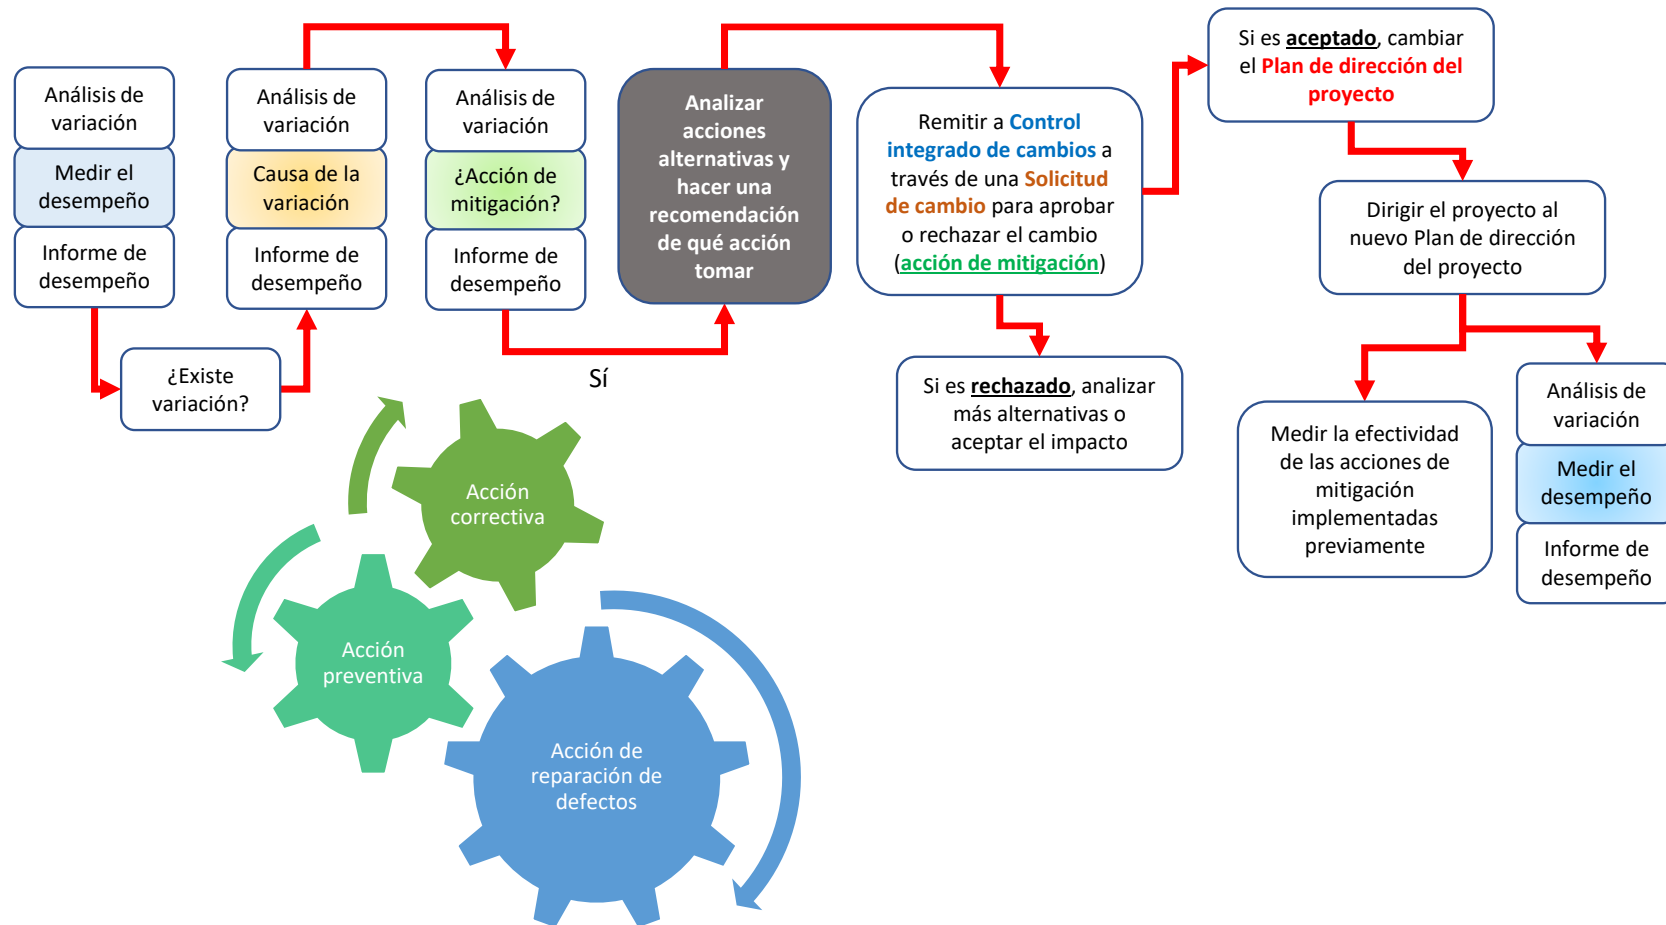 Análisis de
variación
Medir el
desempeño
Informe de
desempeño
¿Existe
variación?
Análisis de
variación
Causa de la
variación
Informe de
desempeño
Análisis de
variación
¿Acción de
mitigación?
Informe de
desempeño
Sí
Analizar
acciones
alternativas y
hacer una
recomendación
de qué acción
tomar
Remitir a Control
integrado de cambios a
través de una Solicitud
de cambio para aprobar
o rechazar el cambio
(acción de mitigación)
Si es rechazado, analizar
más alternativas o
aceptar el impacto
Si es aceptado, cambiar
el Plan de dirección del
proyecto
Dirigir el proyecto al
nuevo Plan de dirección
del proyecto
Medir la efectividad
de las acciones de
mitigación
implementadas
previamente
Análisis de
variación
Medir el
desempeño
Informe de
desempeño
Acción
correctiva
Acción
preventiva
Acción de
reparación de
defectos